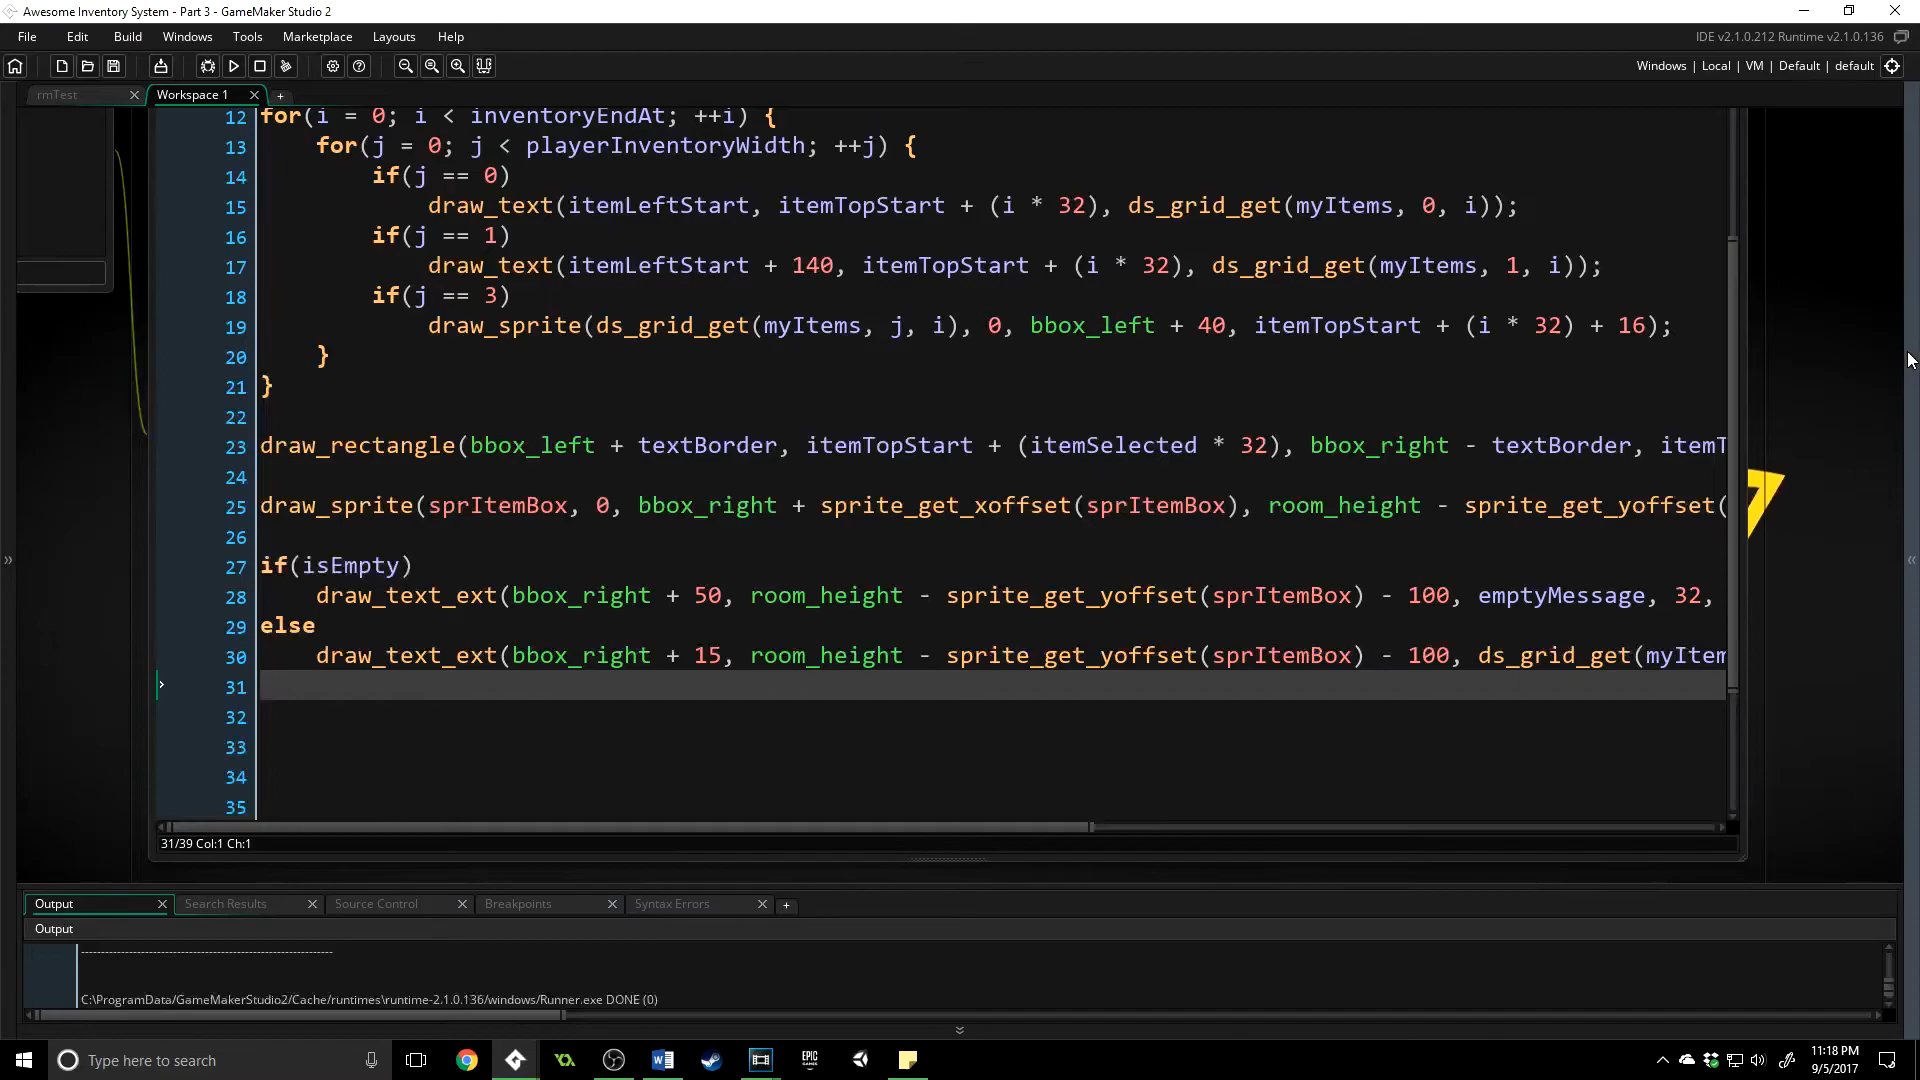 Awesome Inventory System - Part 3 - GameMaker Studio 2
File Edit Build Windows Tools Marketplace Layouts Help
IDE v2.1.0.212 Runtime v2.1.0.136
Windows | Local | VM | Default | default
rmTest
Workspace 1
12 for(i = 0; i < inventoryEndAt; ++i) {
13 for(j = 0; j < playerInventoryWidth; ++j) {
14 if(j == 0)
15 draw_text(itemLeftStart, itemTopStart + (i * 32), ds_grid_get(myItems, 0, i));
16 if(j == 1)
17 draw_text(itemLeftStart + 140, itemTopStart + (i * 32), ds_grid_get(myItems, 1, i));
18 if(j == 3)
19 draw_sprite(ds_grid_get(myItems, j, i), 0, bbox_left + 40, itemTopStart + (i * 32) + 16);
20 }
21 }
22
23 draw_rectangle(bbox_left + textBorder, itemTopStart + (itemSelected * 32), bbox_right - textBorder, itemT
24
25 draw_sprite(sprItemBox, 0, bbox_right + sprite_get_xoffset(sprItemBox), room_height - sprite_get_yoffset(
26
27 if(isEmpty)
28 draw_text_ext(bbox_right + 50, room_height - sprite_get_yoffset(sprItemBox) - 100, emptyMessage, 32,
29 else
30 draw_text_ext(bbox_right + 15, room_height - sprite_get_yoffset(sprItemBox) - 100, ds_grid_get(myItem
31
32
33
34
35
31/39 Col:1 Ch:1
Output Search Results Source Control Breakpoints Syntax Errors
Output
C:\ProgramData/GameMakerStudio2/Cache/runtimes\runtime-2.1.0.136/windows/Runner.exe DONE (0)
Type here to search
EPIC GAMES
11:18 PM
9/5/2017